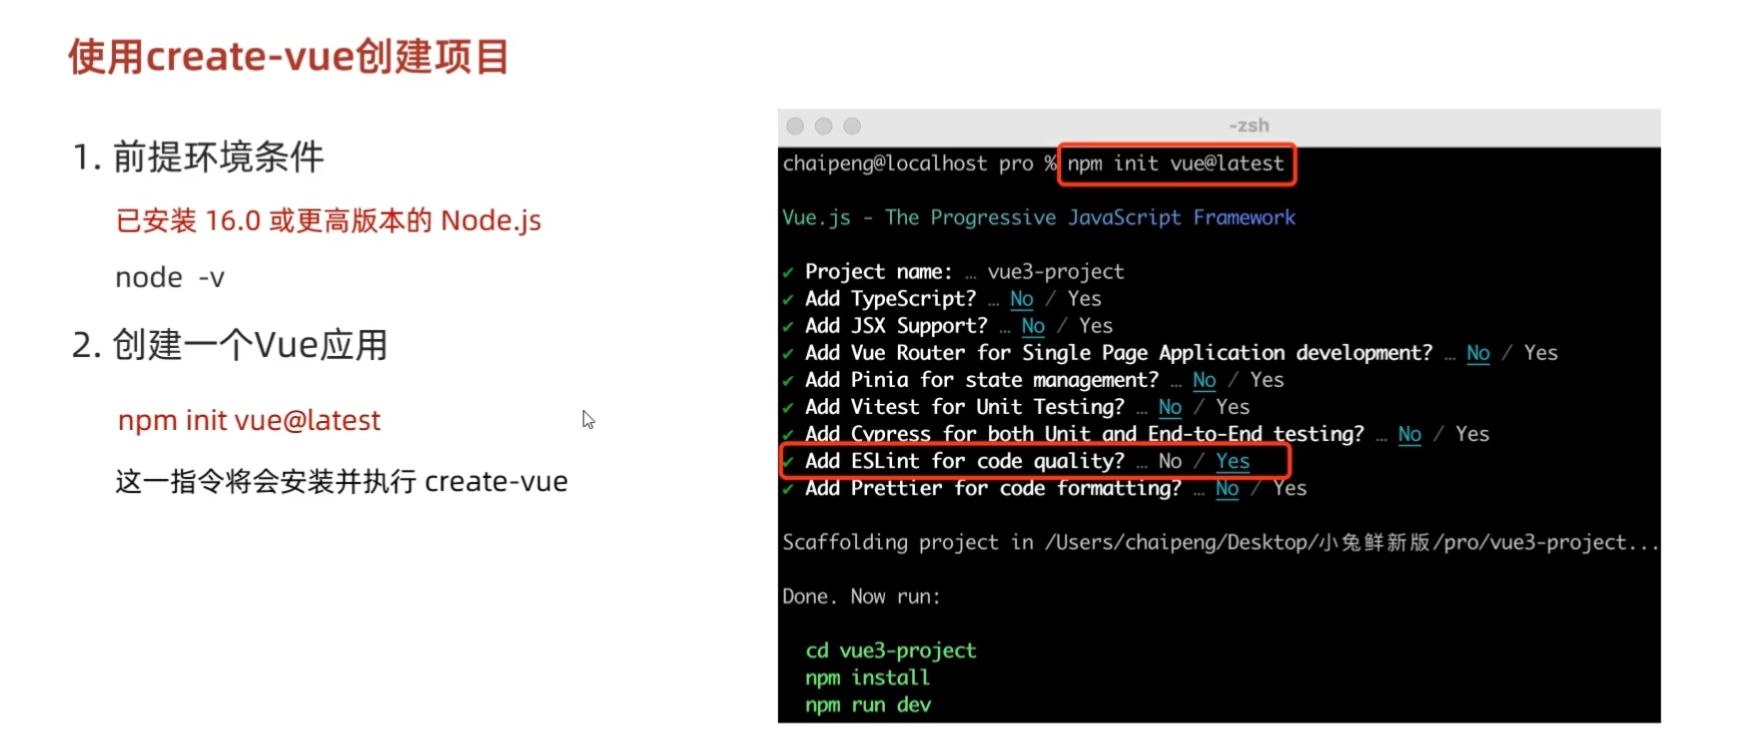 使用create-vue创建项目
1. 前提环境条件
已安装 16.0 或更高版本的 Node.js
node -v
2. 创建一个Vue应用
npm init vue@latest
这一指令将会安装并执行 create-vue
-zsh
chaipeng@localhost pro % npm init vue@latest
Vue.js - The Progressive JavaScript Framework
✔ Project name: … vue3-project
✔ Add TypeScript? … No / Yes
✔ Add JSX Support? … No / Yes
✔ Add Vue Router for Single Page Application development? … No / Yes
✔ Add Pinia for state management? … No / Yes
✔ Add Vitest for Unit Testing? … No / Yes
✔ Add Cypress for both Unit and End-to-End testing? … No / Yes
✔ Add ESLint for code quality? … No / Yes
✔ Add Prettier for code formatting? … No / Yes
Scaffolding project in /Users/chaipeng/Desktop/小兔鲜新版/pro/vue3-project...
Done. Now run:
cd vue3-project
npm install
npm run dev